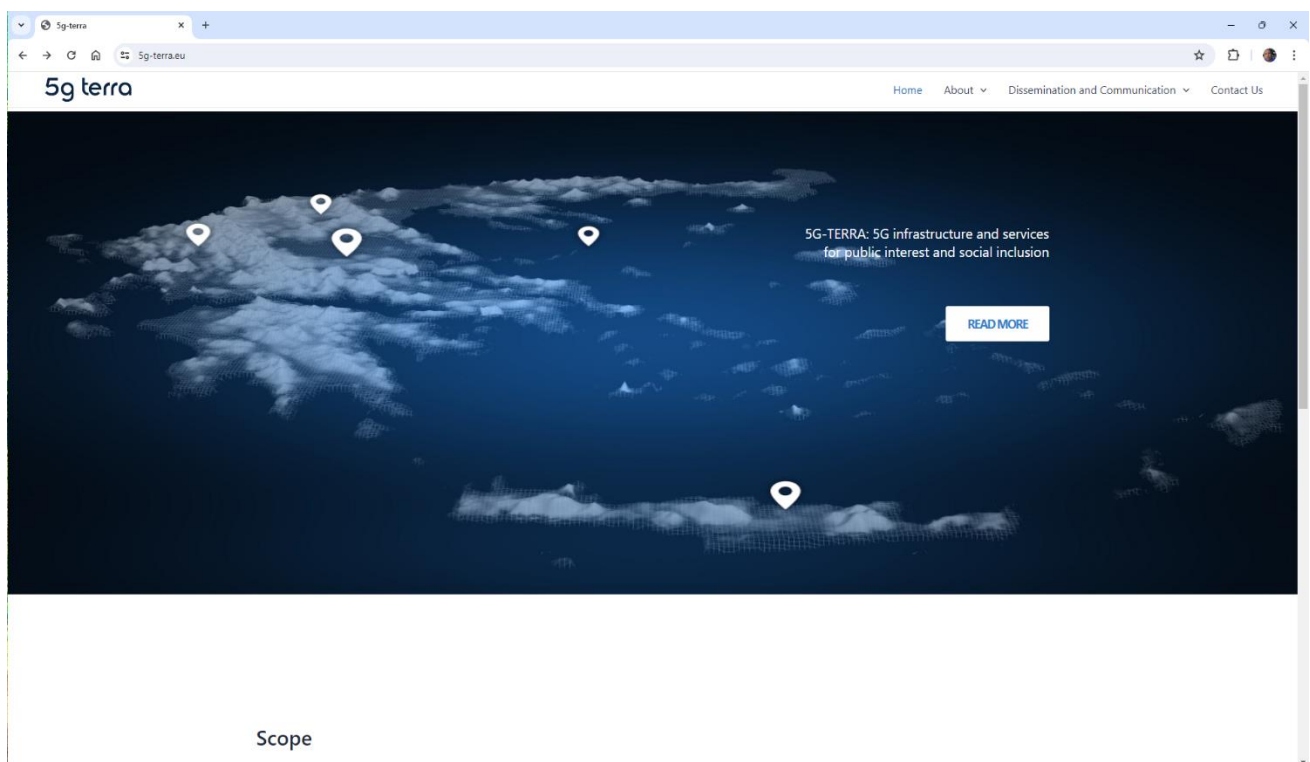 5g-terra
5g-terra.eu
5g terra
Home About Dissemination and Communication Contact Us
5G-TERRA: 5G infrastructure and services
for public interest and social inclusion
READ MORE
Scope